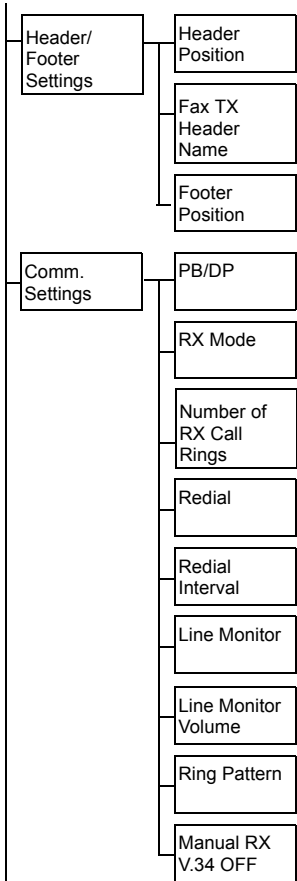 Header/
Footer
Settings
Header
Position
Fax TX
Header
Name
Footer
Position
Comm.
Settings
PB/DP
RX Mode
Number of
RX Call
Rings
Redial
Redial
Interval
Line Monitor
Line Monitor
Volume
Ring Pattern
Manual RX
V.34 OFF